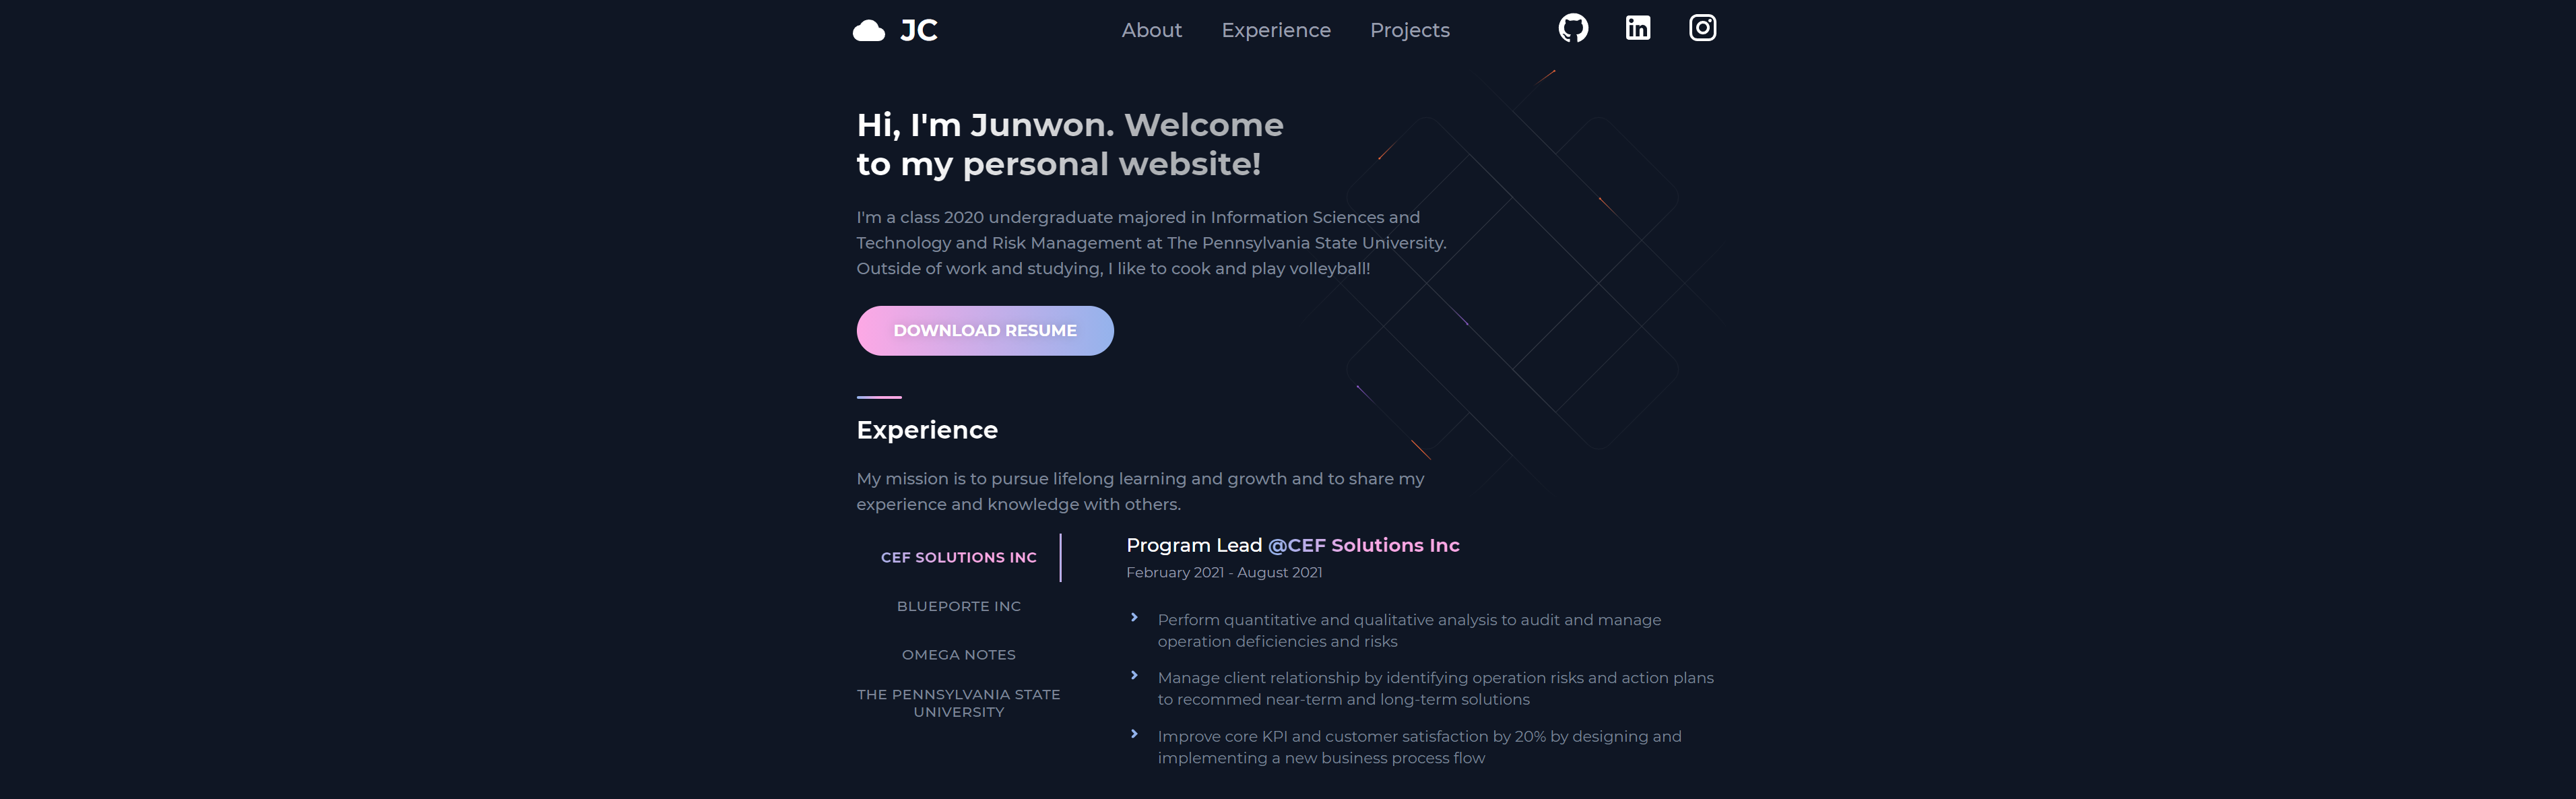 JC
About Experience Projects
Hi, I'm Junwon. Welcome
to my personal website!
I'm a class 2020 undergraduate majored in Information Sciences and
Technology and Risk Management at The Pennsylvania State University.
Outside of work and studying, I like to cook and play volleyball!
DOWNLOAD RESUME
Experience
My mission is to pursue lifelong learning and growth and to share my
experience and knowledge with others.
CEF SOLUTIONS INC
BLUEPORTE INC
OMEGA NOTES
THE PENNSYLVANIA STATE
UNIVERSITY
Program Lead @CEF Solutions Inc
February 2021 - August 2021
Perform quantitative and qualitative analysis to audit and manage
operation deficiencies and risks
Manage client relationship by identifying operation risks and action plans
to recommed near-term and long-term solutions
Improve core KPI and customer satisfaction by 20% by designing and
implementing a new business process flow